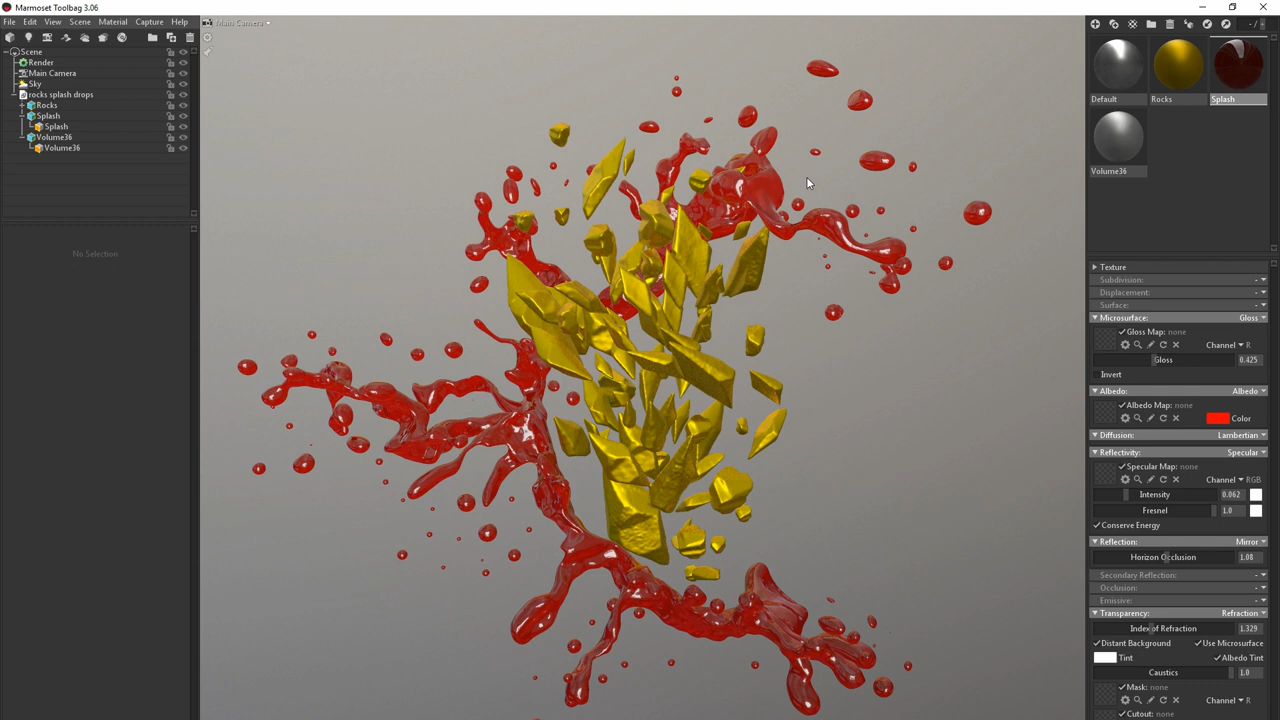 Marmoset Toolbag 3.06
File Edit View Scene Material Capture Help
Main Camera
Scene
Render
Main Camera
Sky
rocks splash drops
Rocks
Splash
Splash
Volume36
Volume36
No Selection
- /
Default Rocks Splash
Volume36
Texture
Subdivision: -
Displacement: -
Surface: -
Microsurface: Gloss
Gloss Map: none
Channel R
Gloss 0.425
Invert
Albedo: Albedo
Albedo Map: none
Color
Diffusion: Lambertian
Reflectivity: Specular
Specular Map: none
Channel RGB
Intensity 0.062
Fresnel 1.0
Conserve Energy
Reflection: Mirror
Horizon Occlusion 1.08
Secondary Reflection: -
Occlusion: -
Emissive: -
Transparency: Refraction
Index of Refraction 1.329
Distant Background Use Microsurface
Tint Albedo Tint
Caustics 1.0
Mask: none
Channel R
Cutout: none